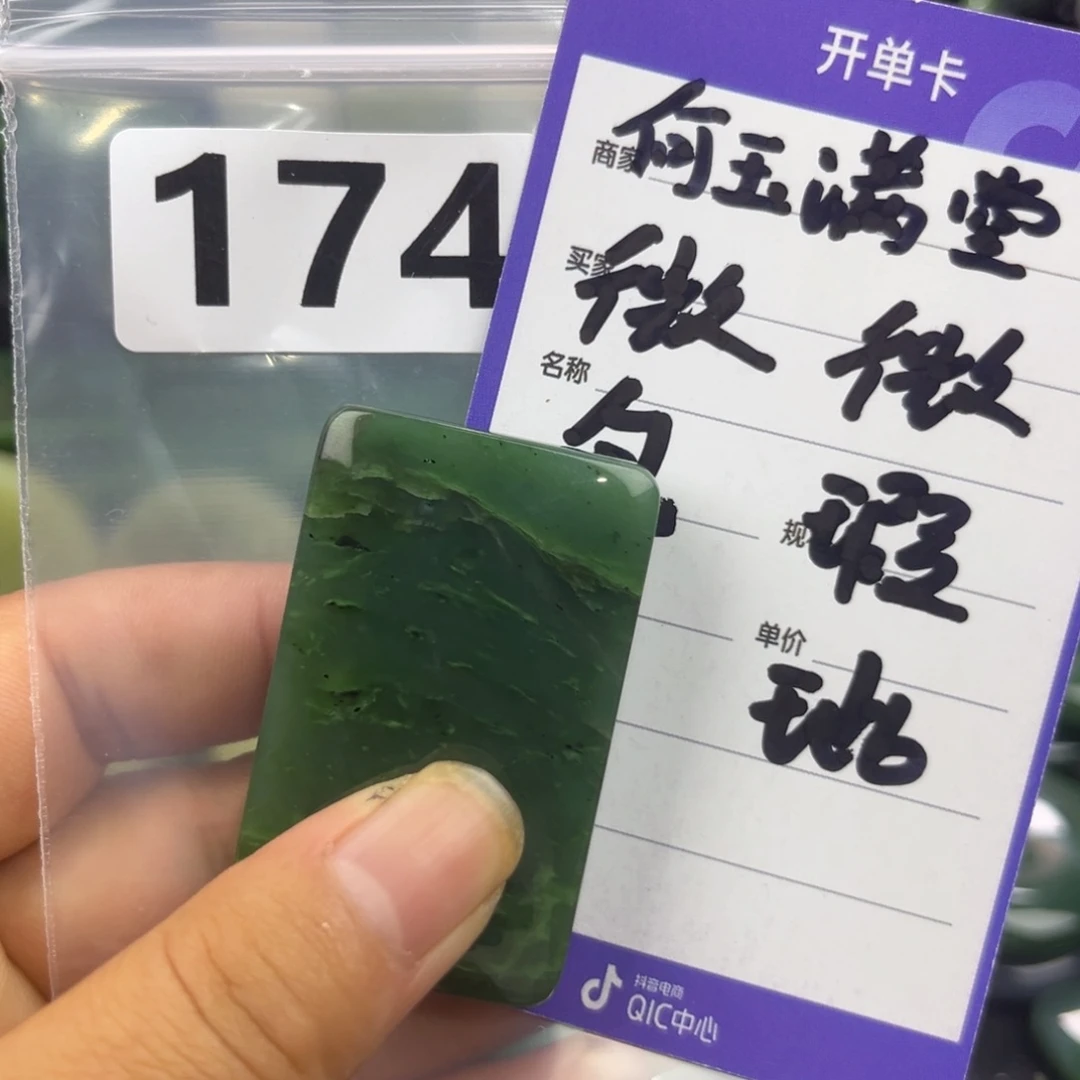 174
开单卡
商家 何玉满堂
买家 微微
名称
瑕
单价
抖音电商
QIC中心